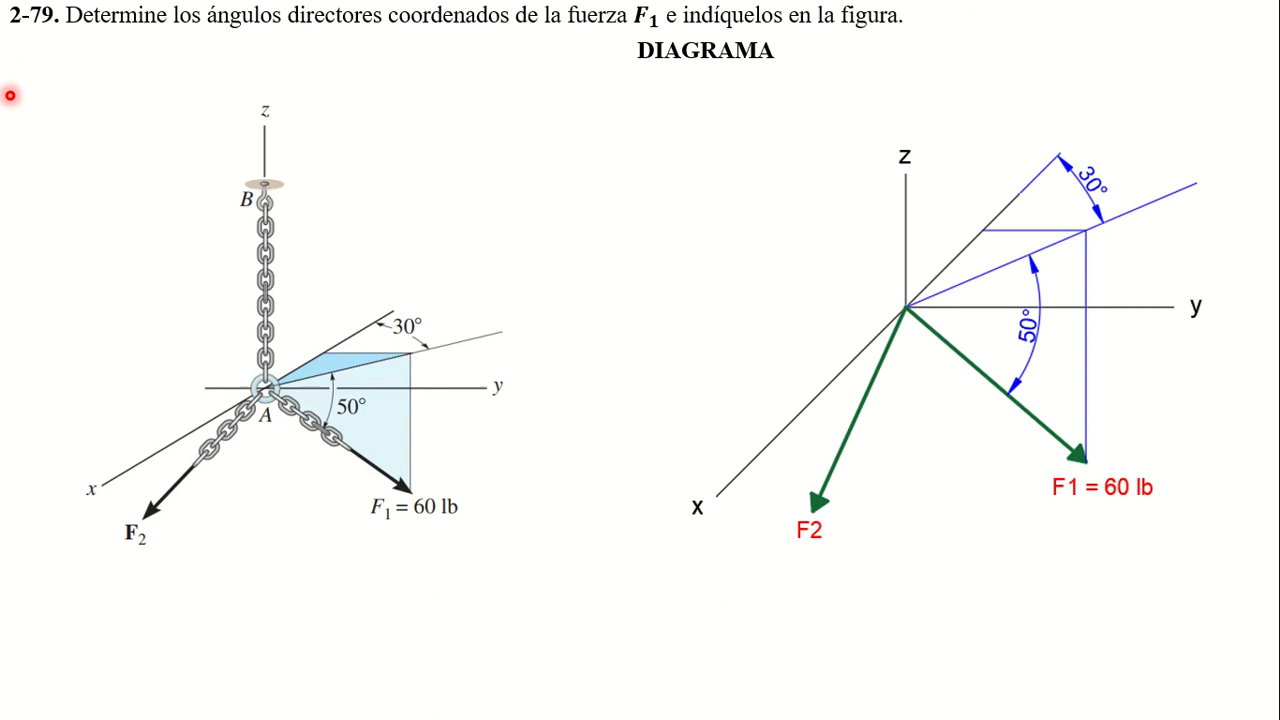 2-79. Determine los ángulos directores coordenados de la fuerza F₁ e indíquelos en la figura.
DIAGRAMA
z
B
30°
y
A
50°
x
F₁ = 60 lb
F₂
z
30°
y
50°
x
F1 = 60 lb
F2